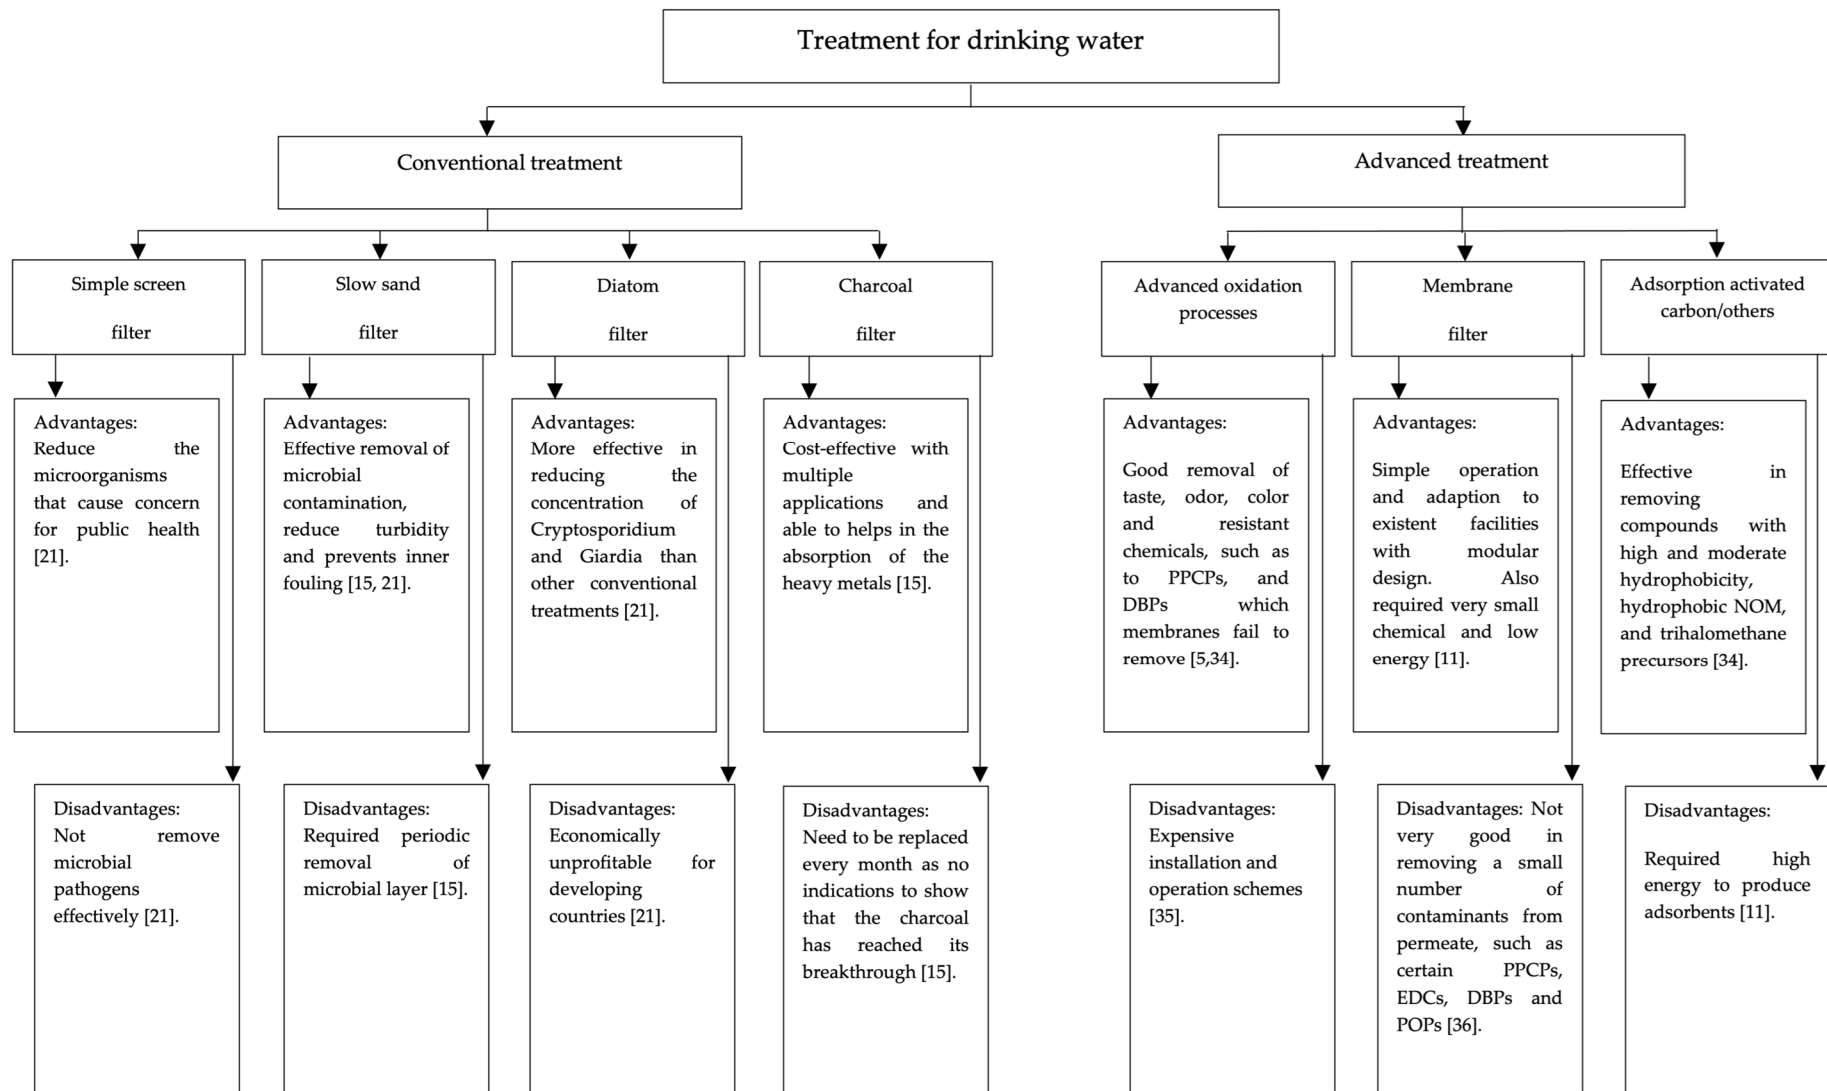 Treatment for drinking water
Conventional treatment
Advanced treatment
Simple screen
filter
Slow sand
filter
Diatom
filter
Charcoal
filter
Advanced oxidation
processes
Membrane
filter
Adsorption activated
carbon/others
Advantages:
Reduce the
microorganisms
that cause concern
for public health
[21].
Advantages:
Effective removal of
microbial
contamination,
reduce turbidity
and prevents inner
fouling [15, 21].
Advantages:
More effective in
reducing the
concentration of
Cryptosporidium
and Giardia than
other conventional
treatments [21].
Advantages:
Cost-effective with
multiple
applications and
able to helps in the
absorption of the
heavy metals [15].
Advantages:
Good removal of
taste, odor, color
and resistant
chemicals, such as
to PPCPs, and
DBPs which
membranes fail to
remove [5,34].
Advantages:
Simple operation
and adaption to
existent facilities
with modular
design. Also
required very small
chemical and low
energy [11].
Advantages:
Effective in
removing
compounds with
high and moderate
hydrophobicity,
hydrophobic NOM,
and trihalomethane
precursors [34].
Disadvantages:
Not remove
microbial
pathogens
effectively [21].
Disadvantages:
Required periodic
removal of
microbial layer [15].
Disadvantages:
Economically
unprofitable for
developing
countries [21].
Disadvantages:
Need to be replaced
every month as no
indications to show
that the charcoal
has reached its
breakthrough [15].
Disadvantages:
Expensive
installation and
operation schemes
[35].
Disadvantages: Not
very good in
removing a small
number of
contaminants from
permeate, such as
certain PPCPs,
EDCs, DBPs and
POPs [36].
Disadvantages:
Required high
energy to produce
adsorbents [11].